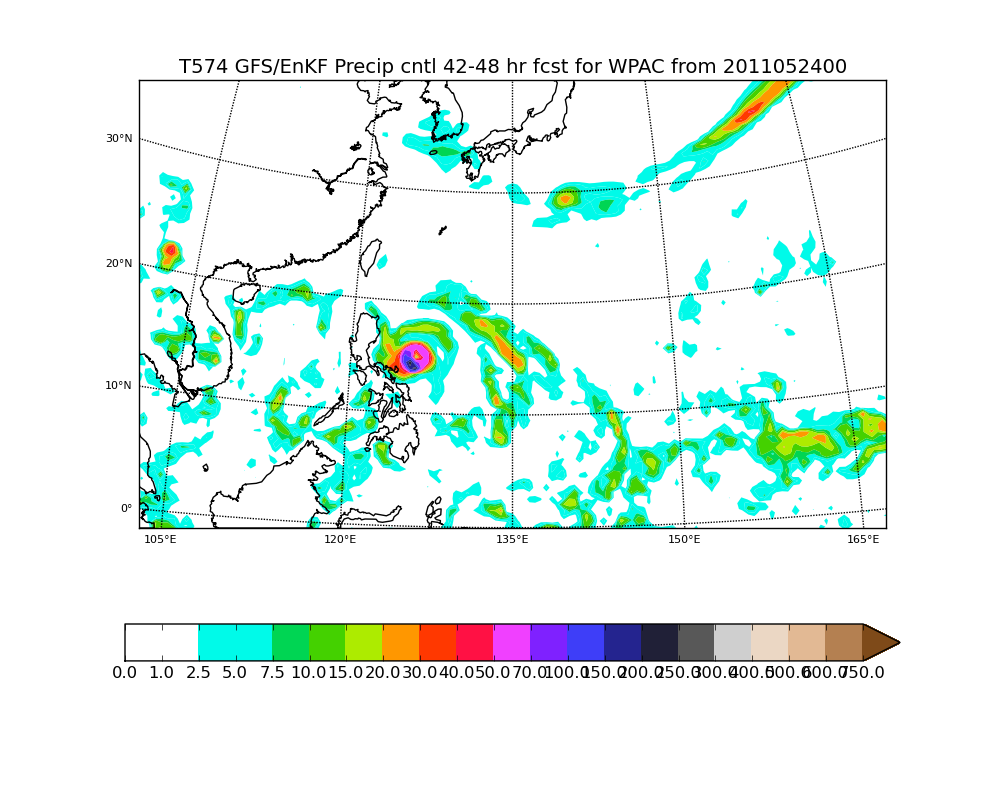 T574 GFS/EnKF Precip cntl 42-48 hr fcst for WPAC from 2011052400
30°N
20°N
10°N
0°
105°E 120°E 135°E 150°E 165°E
0.0 1.0 2.5 5.0 7.5 10.0 15.0 20.0 30.0 40.0 50.0 70.0 100.0 150.0 200.0 250.0 300.0 400.0 500.0 600.0 750.0